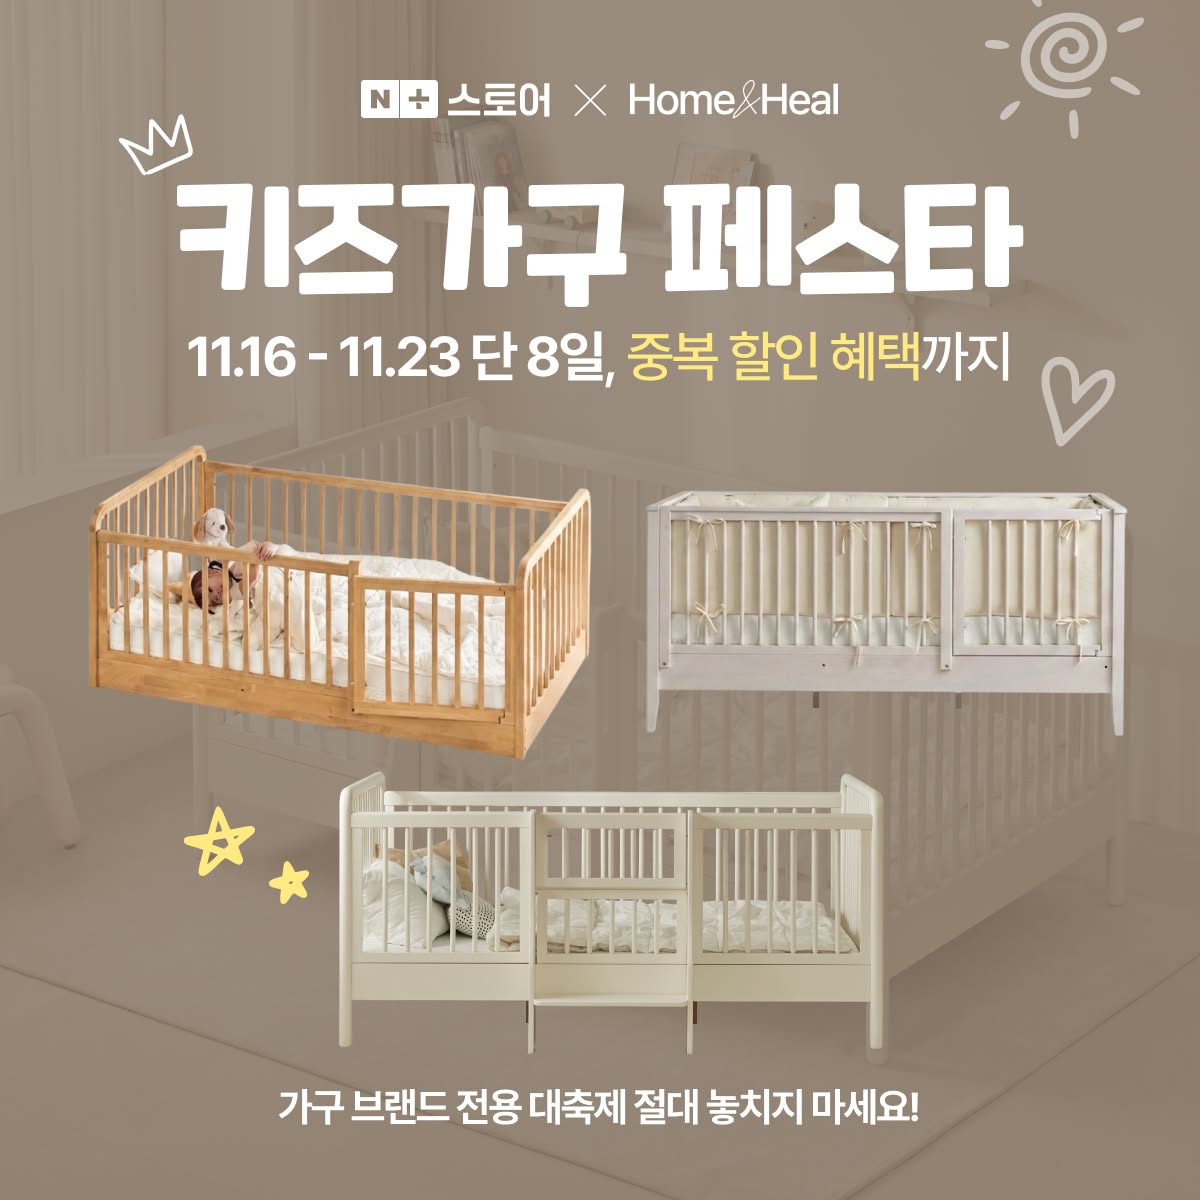 N+ 스토어 × Home&Heal
키즈가구 페스타
11.16 - 11.23 단 8일, 중복 할인 혜택까지
가구 브랜드 전용 대축제 절대 놓치지 마세요!